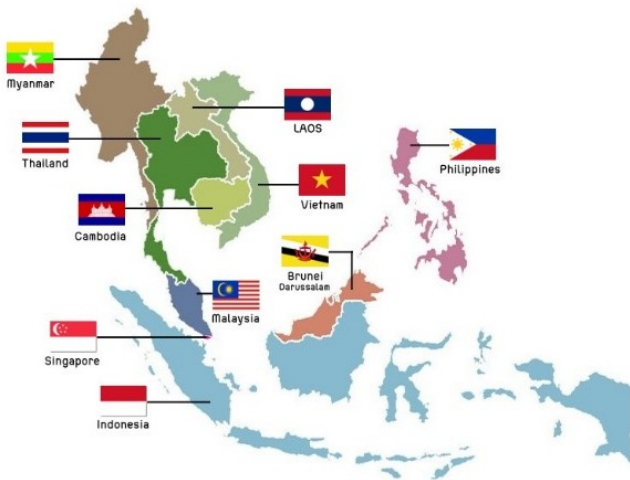 Myanmar
LAOS
Thailand
Philippines
Vietnam
Cambodia
Brunei
Darussalam
Malaysia
Singapore
Indonesia